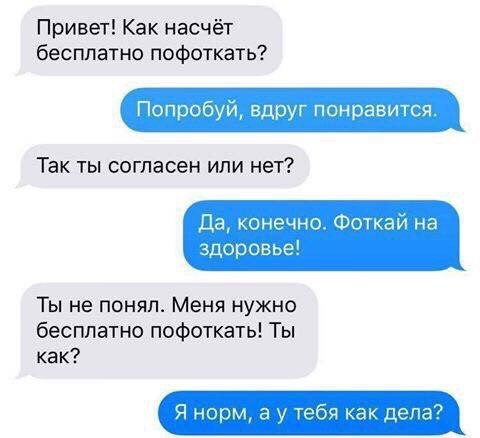 Привет! Как насчёт
бесплатно пофоткать?
Попробуй, вдруг понравится.
Так ты согласен или нет?
Да, конечно. Фоткай на
здоровье!
Ты не понял. Меня нужно
бесплатно пофоткать! Ты
как?
Я норм, а у тебя как дела?